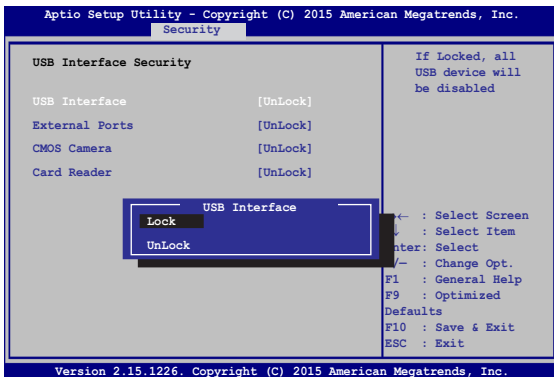 Aptio Setup Utility - Copyright (C) 2015 American Megatrends, Inc.
Security
USB Interface Security
USB Interface [UnLock]
External Ports [UnLock]
CMOS Camera [UnLock]
Card Reader [UnLock]
If Locked, all
USB device will
be disabled
USB Interface
Lock
UnLock
← : Select Screen
↓ : Select Item
nter: Select
/— : Change Opt.
F1 : General Help
F9 : Optimized
Defaults
F10 : Save & Exit
ESC : Exit
Version 2.15.1226. Copyright (C) 2015 American Megatrends, Inc.